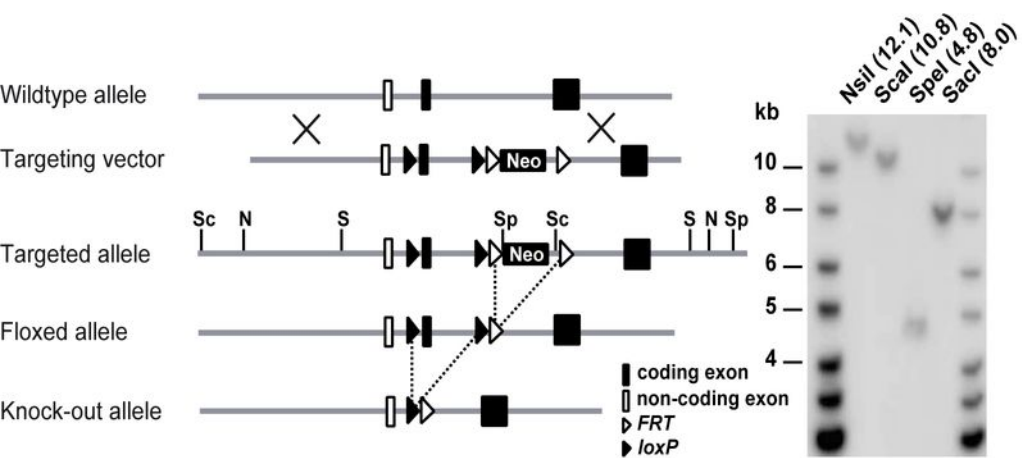 Wildtype allele
Targeting vector
Neo
Sc N S Sp Sc S N Sp
Targeted allele
Neo
Floxed allele
Knock-out allele
coding exon
non-coding exon
FRT
loxP
NsiI (12.1)
ScaI (10.8)
SpeI (4.8)
SacI (8.0)
kb
10
8
6
5
4